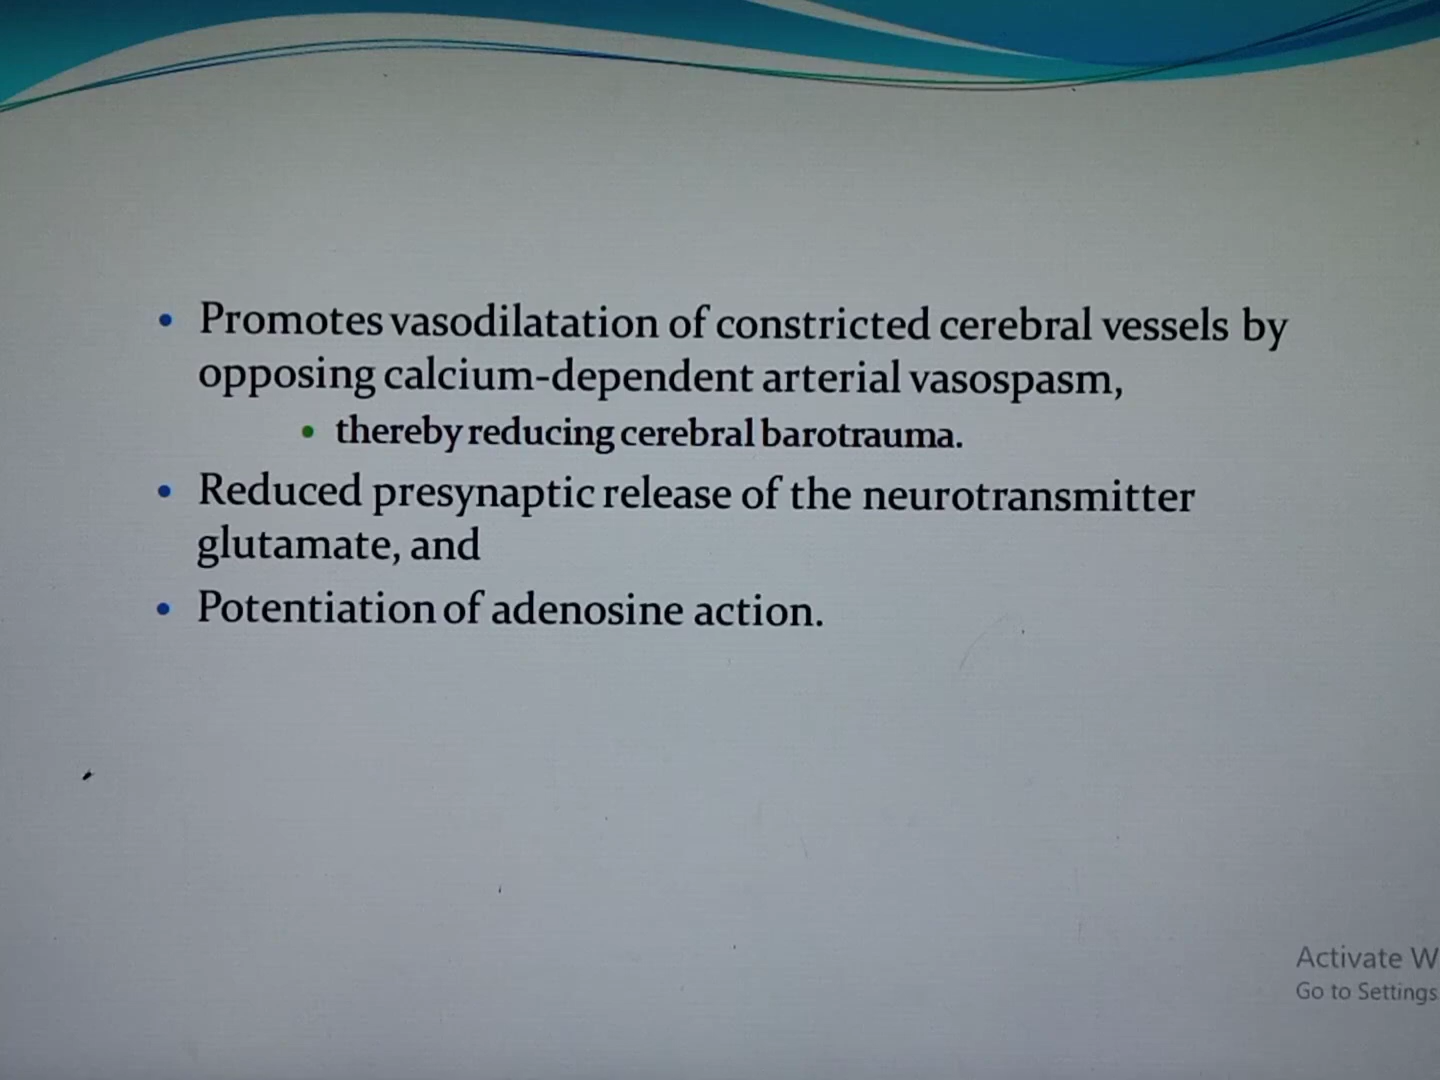 • Promotes vasodilatation of constricted cerebral vessels by
opposing calcium-dependent arterial vasospasm,
• thereby reducing cerebral barotrauma.
• Reduced presynaptic release of the neurotransmitter
glutamate, and
• Potentiation of adenosine action.
Activate W
Go to Settings